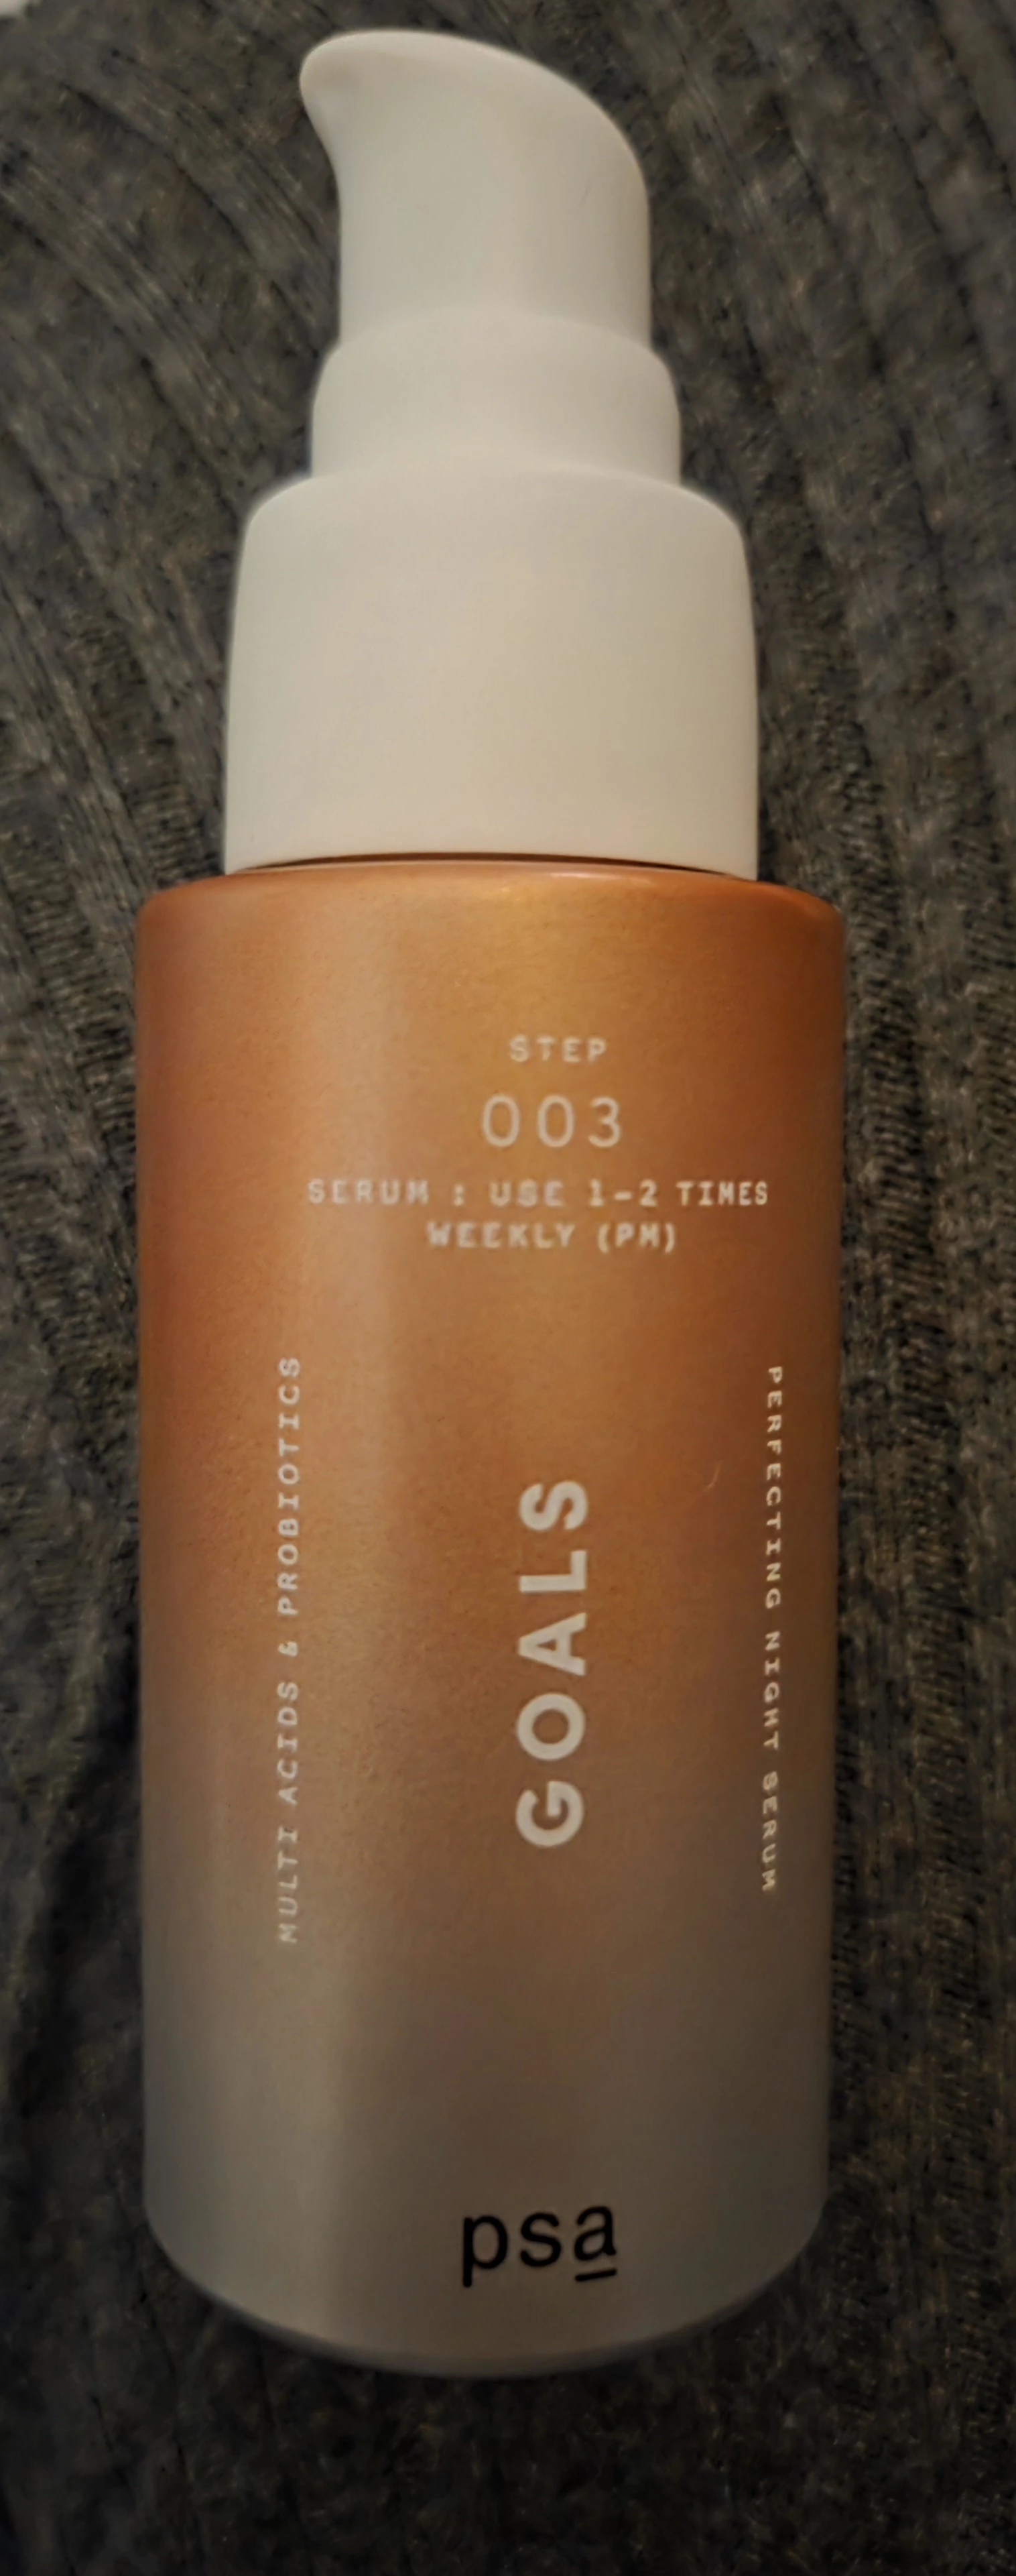 STEP
003
SERUM : USE 1-2 TIMES
WEEKLY (PM)
MULTI ACIDS & PROBIOTICS
GOALS
PERFECTING NIGHT SERUM
psa